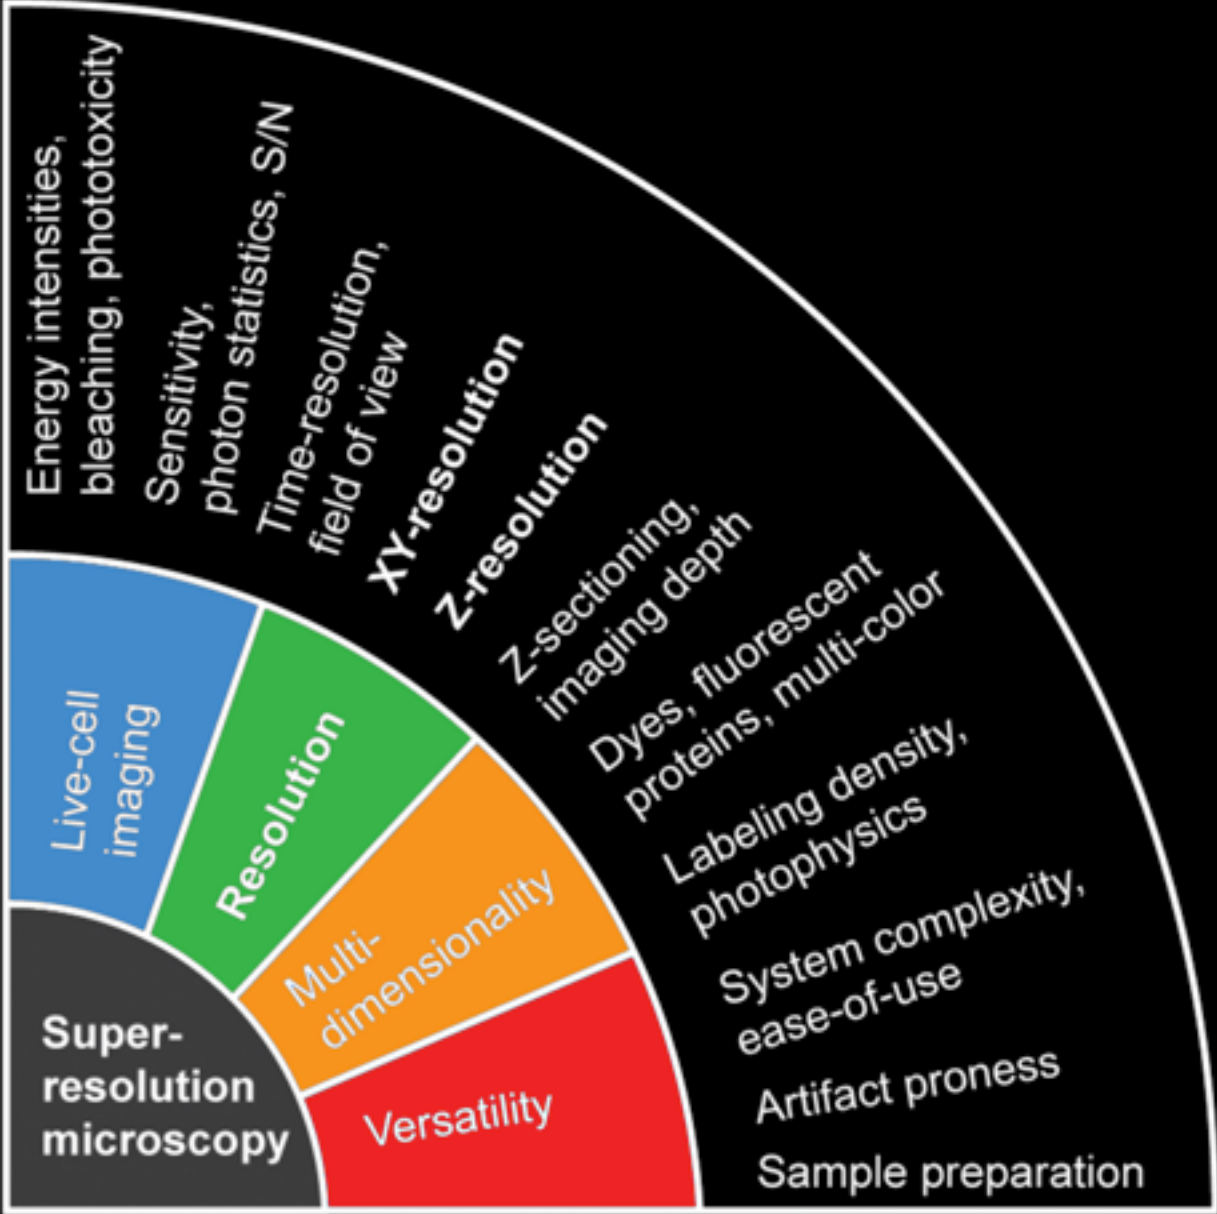 Energy intensities,
bleaching, phototoxicity
Sensitivity,
photon statistics, S/N
Time-resolution,
field of view
XY-resolution
Z-resolution
Z-sectioning,
imaging depth
Dyes, fluorescent
proteins, multi-color
Labeling density,
photophysics
System complexity,
ease-of-use
Artifact proness
Sample preparation
Live-cell
imaging
Resolution
Multi-
dimensionality
Versatility
Super-
resolution
microscopy